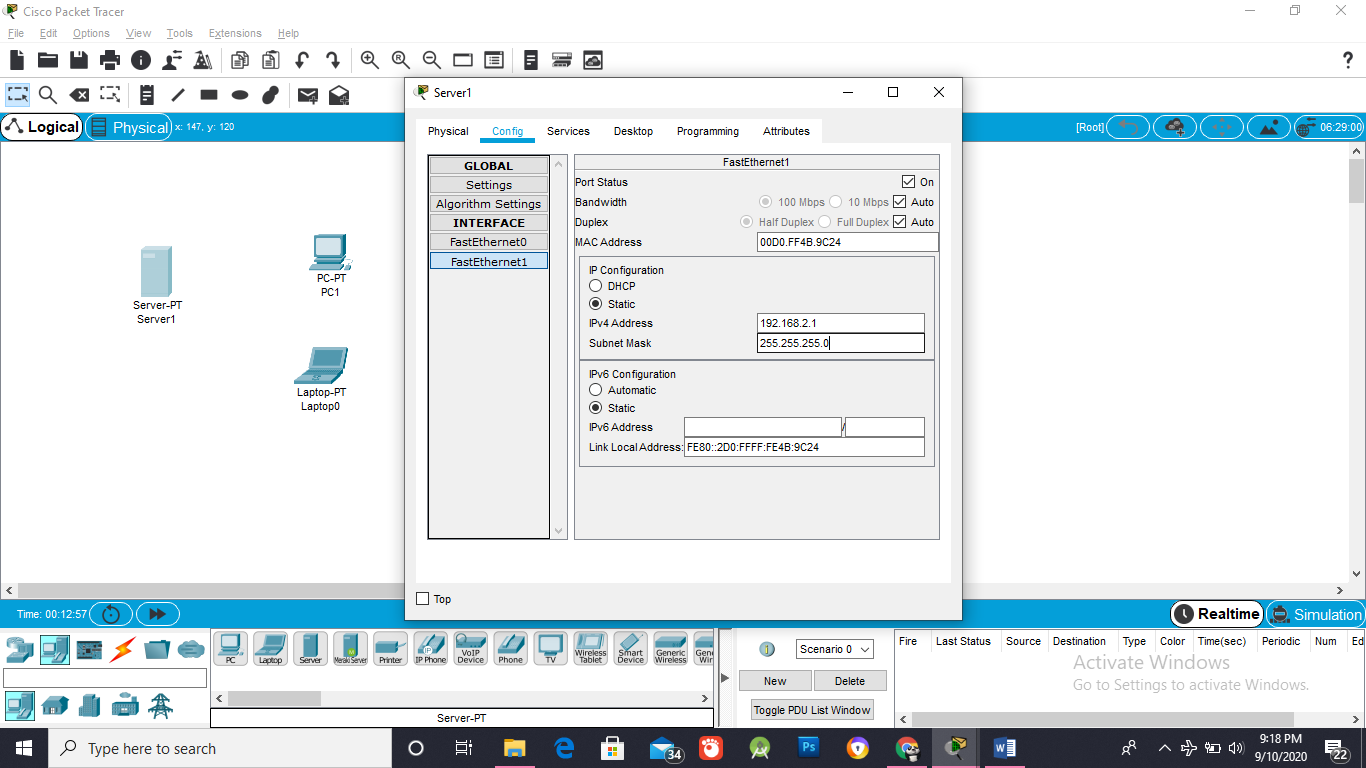 Cisco Packet Tracer
File Edit Options View Tools Extensions Help
Logical Physical x: 147, y: 120
[Root] 06:29:00
Server-PT
Server1
PC-PT
PC1
Laptop-PT
Laptop0
Server1
Physical Config Services Desktop Programming Attributes
GLOBAL
Settings
Algorithm Settings
INTERFACE
FastEthernet0
FastEthernet1
FastEthernet1
Port Status On
Bandwidth 100 Mbps 10 Mbps Auto
Duplex Half Duplex Full Duplex Auto
MAC Address 00D0.FF4B.9C24
IP Configuration
DHCP
Static
IPv4 Address 192.168.2.1
Subnet Mask 255.255.255.0
IPv6 Configuration
Automatic
Static
IPv6 Address /
Link Local Address: FE80::2D0:FFFF:FE4B:9C24
Top
Time: 00:12:57
Realtime Simulation
PC Laptop Server Meraki Server Printer IP Phone VoIP Device Phone TV Wireless Tablet Smart Device Generic Wireless Gene Wir
Server-PT
Scenario 0
New Delete
Toggle PDU List Window
Fire Last Status Source Destination Type Color Time(sec) Periodic Num Ed
Activate Windows
Go to Settings to activate Windows.
Type here to search
34
Ps
9:18 PM
9/10/2020
22